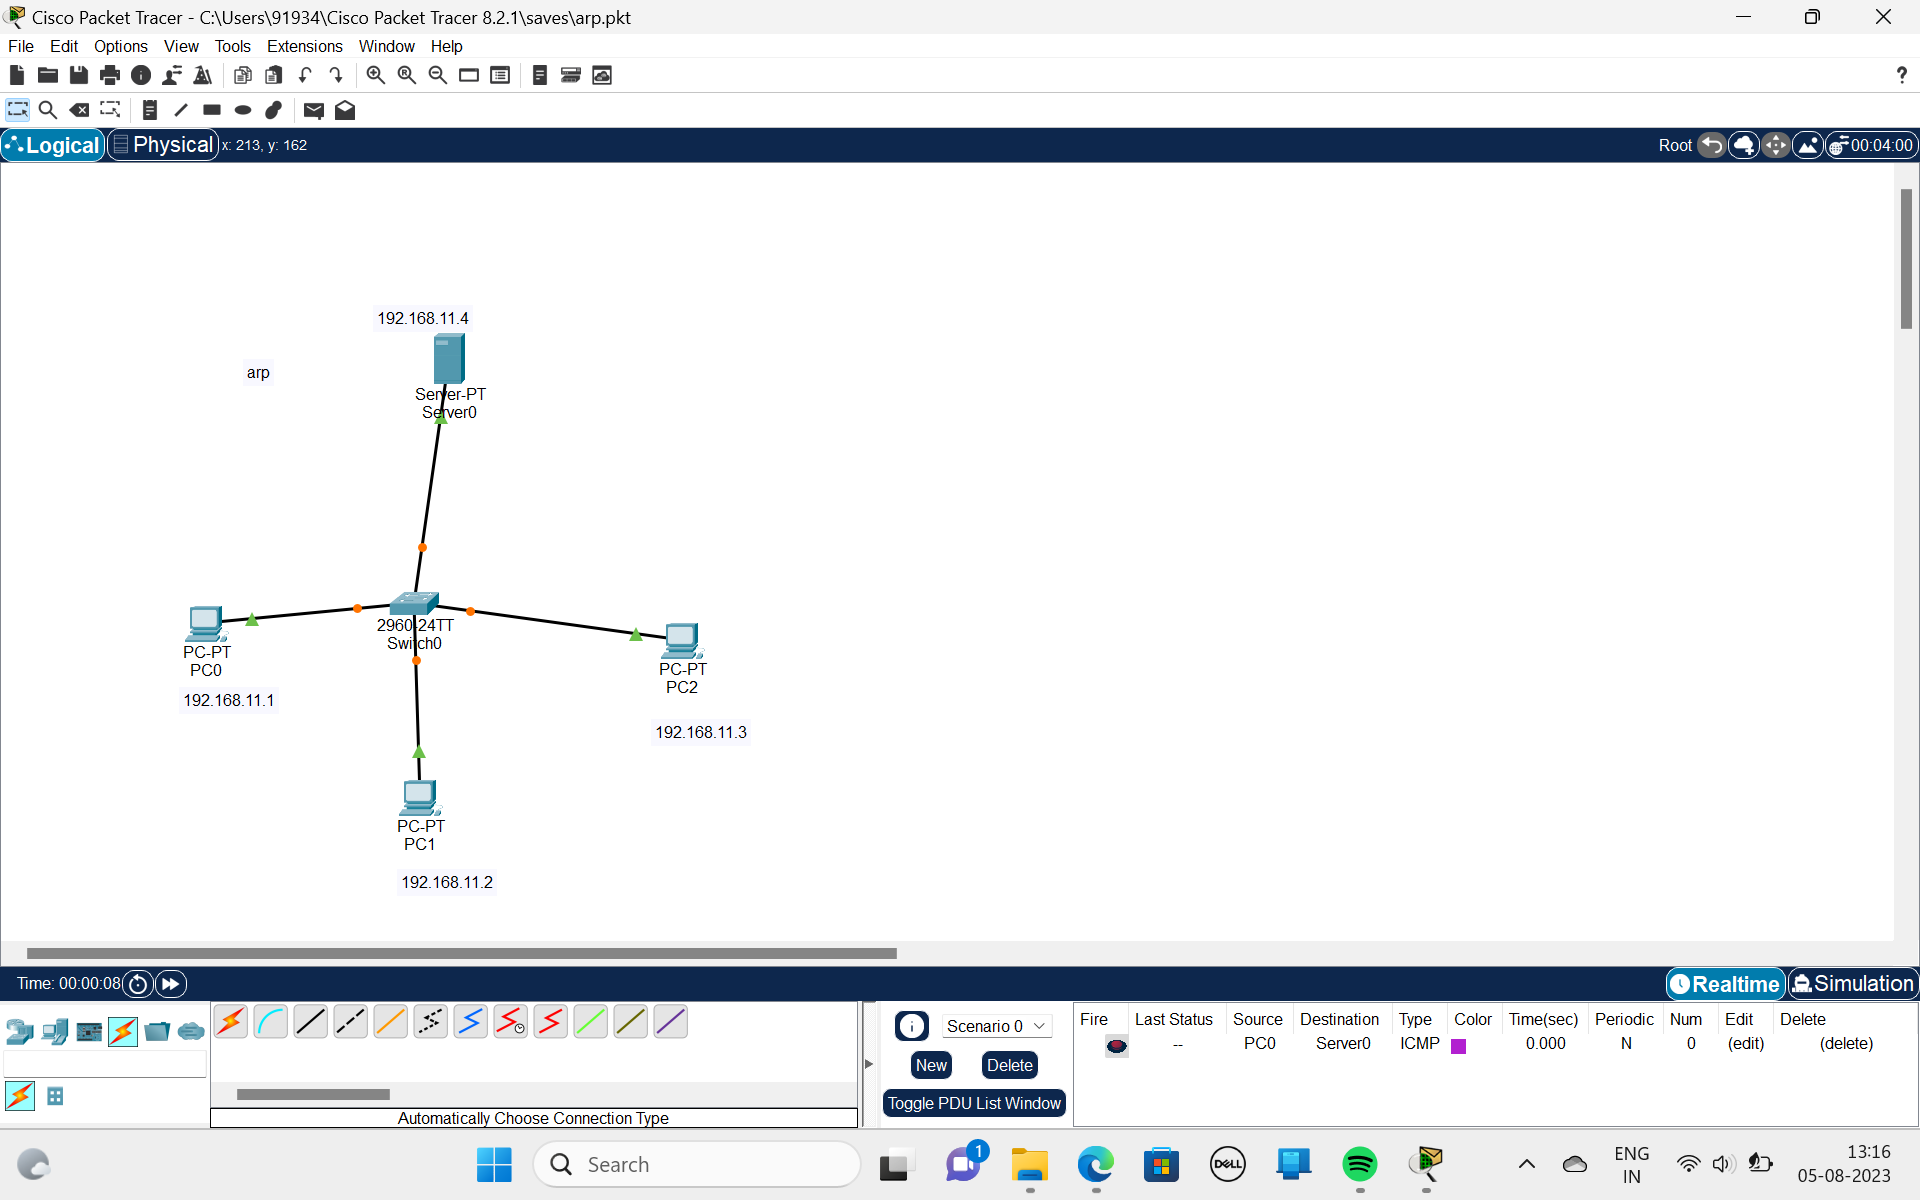 Cisco Packet Tracer - C:\Users\91934\Cisco Packet Tracer 8.2.1\saves\arp.pkt
File Edit Options View Tools Extensions Window Help
?
Logical Physical x: 213, y: 162 Root 00:04:00
192.168.11.4
arp
Server-PT
Server0
2960-24TT
Switch0
PC-PT
PC0
192.168.11.1
PC-PT
PC2
192.168.11.3
PC-PT
PC1
192.168.11.2
Time: 00:00:08 Realtime Simulation
Scenario 0
New Delete
Toggle PDU List Window
Fire Last Status Source Destination Type Color Time(sec) Periodic Num Edit Delete
-- PC0 Server0 ICMP 0.000 N 0 (edit) (delete)
Automatically Choose Connection Type
Search
1
DELL
ENG
IN
13:16
05-08-2023